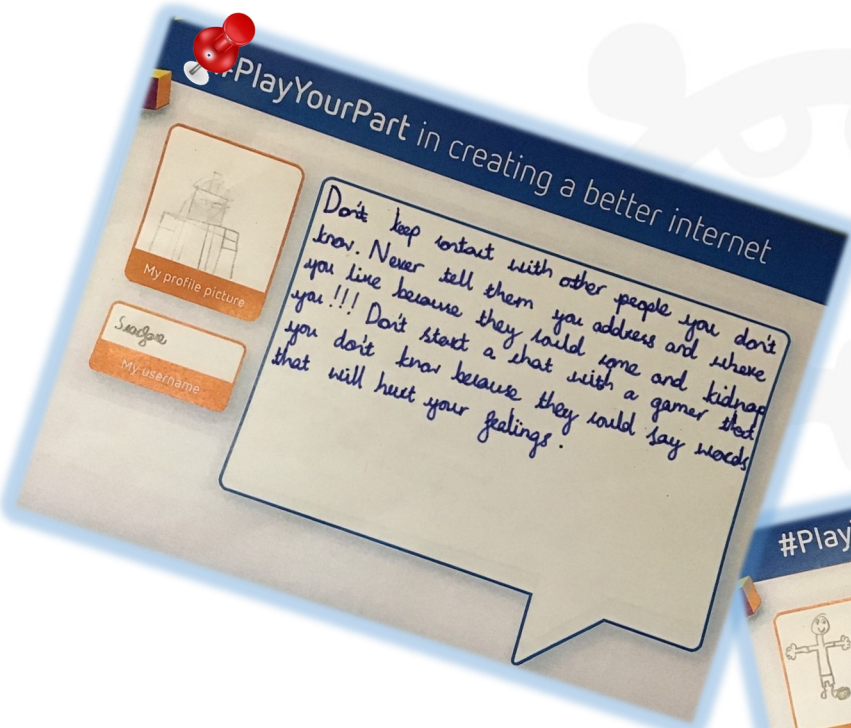 #PlayYourPart in creating a better internet
Don't keep contact with other people you don't
know. Never tell them you address and where
you live because they could come and kidnap
you!!! Don't start a chat with a gamer that
you don't know because they could say words
that will hurt your feelings.
My profile picture
My username
#Play